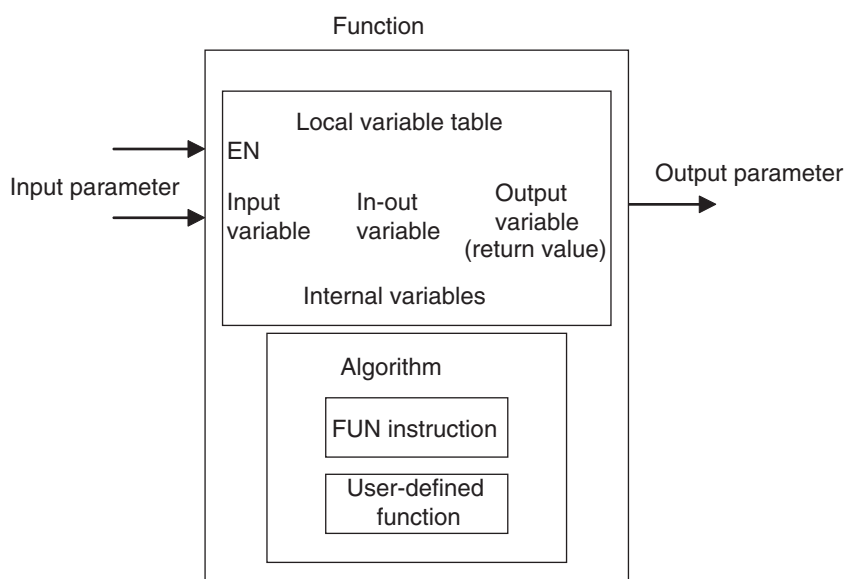 Function
Local variable table
EN
Input parameter
Input
variable
In-out
variable
Output
variable
(return value)
Output parameter
Internal variables
Algorithm
FUN instruction
User-defined
function